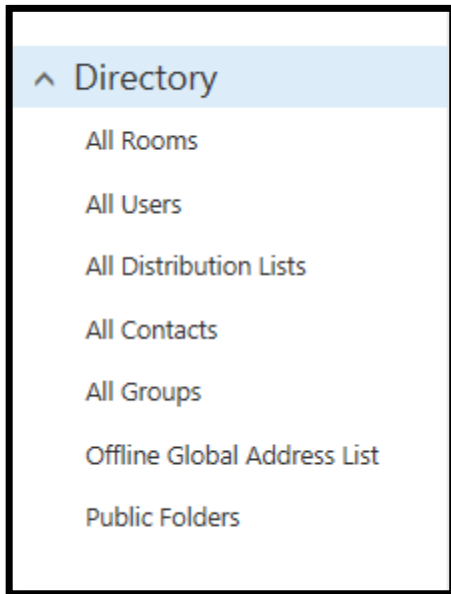 Directory
All Rooms
All Users
All Distribution Lists
All Contacts
All Groups
Offline Global Address List
Public Folders